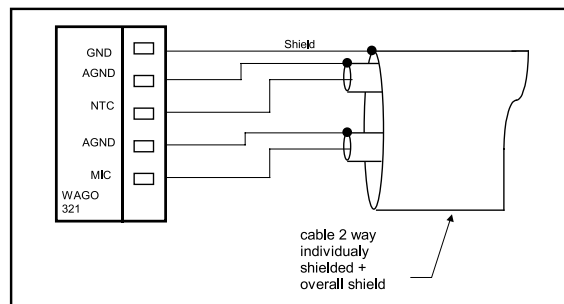 GND
Shield
AGND
NTC
AGND
MIC
WAGO
321
cable 2 way
individualy
shielded +
overall shield